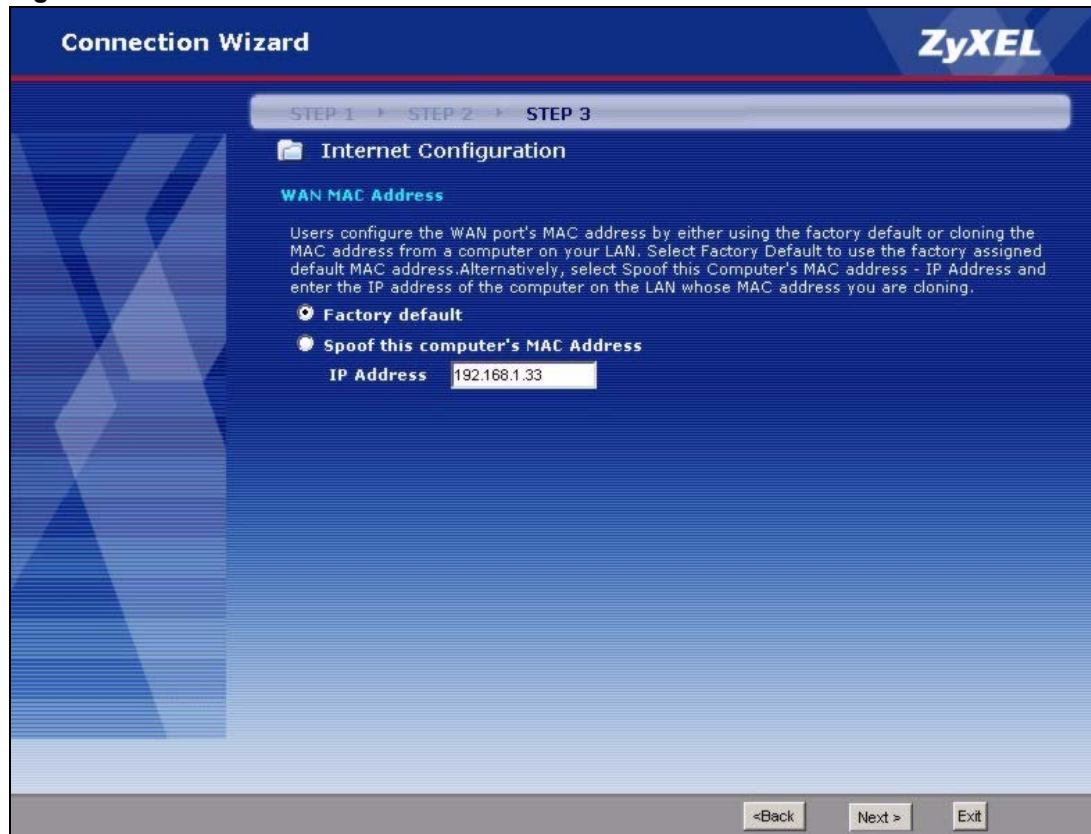 Connection Wizard
ZyXEL
STEP 1 STEP 2 STEP 3
Internet Configuration
WAN MAC Address
Users configure the WAN port's MAC address by either using the factory default or cloning the
MAC address from a computer on your LAN. Select Factory Default to use the factory assigned
default MAC address.Alternatively, select Spoof this Computer's MAC address - IP Address and
enter the IP address of the computer on the LAN whose MAC address you are cloning.
Factory default
Spoof this computer's MAC Address
IP Address 192.168.1.33
<Back Next > Exit